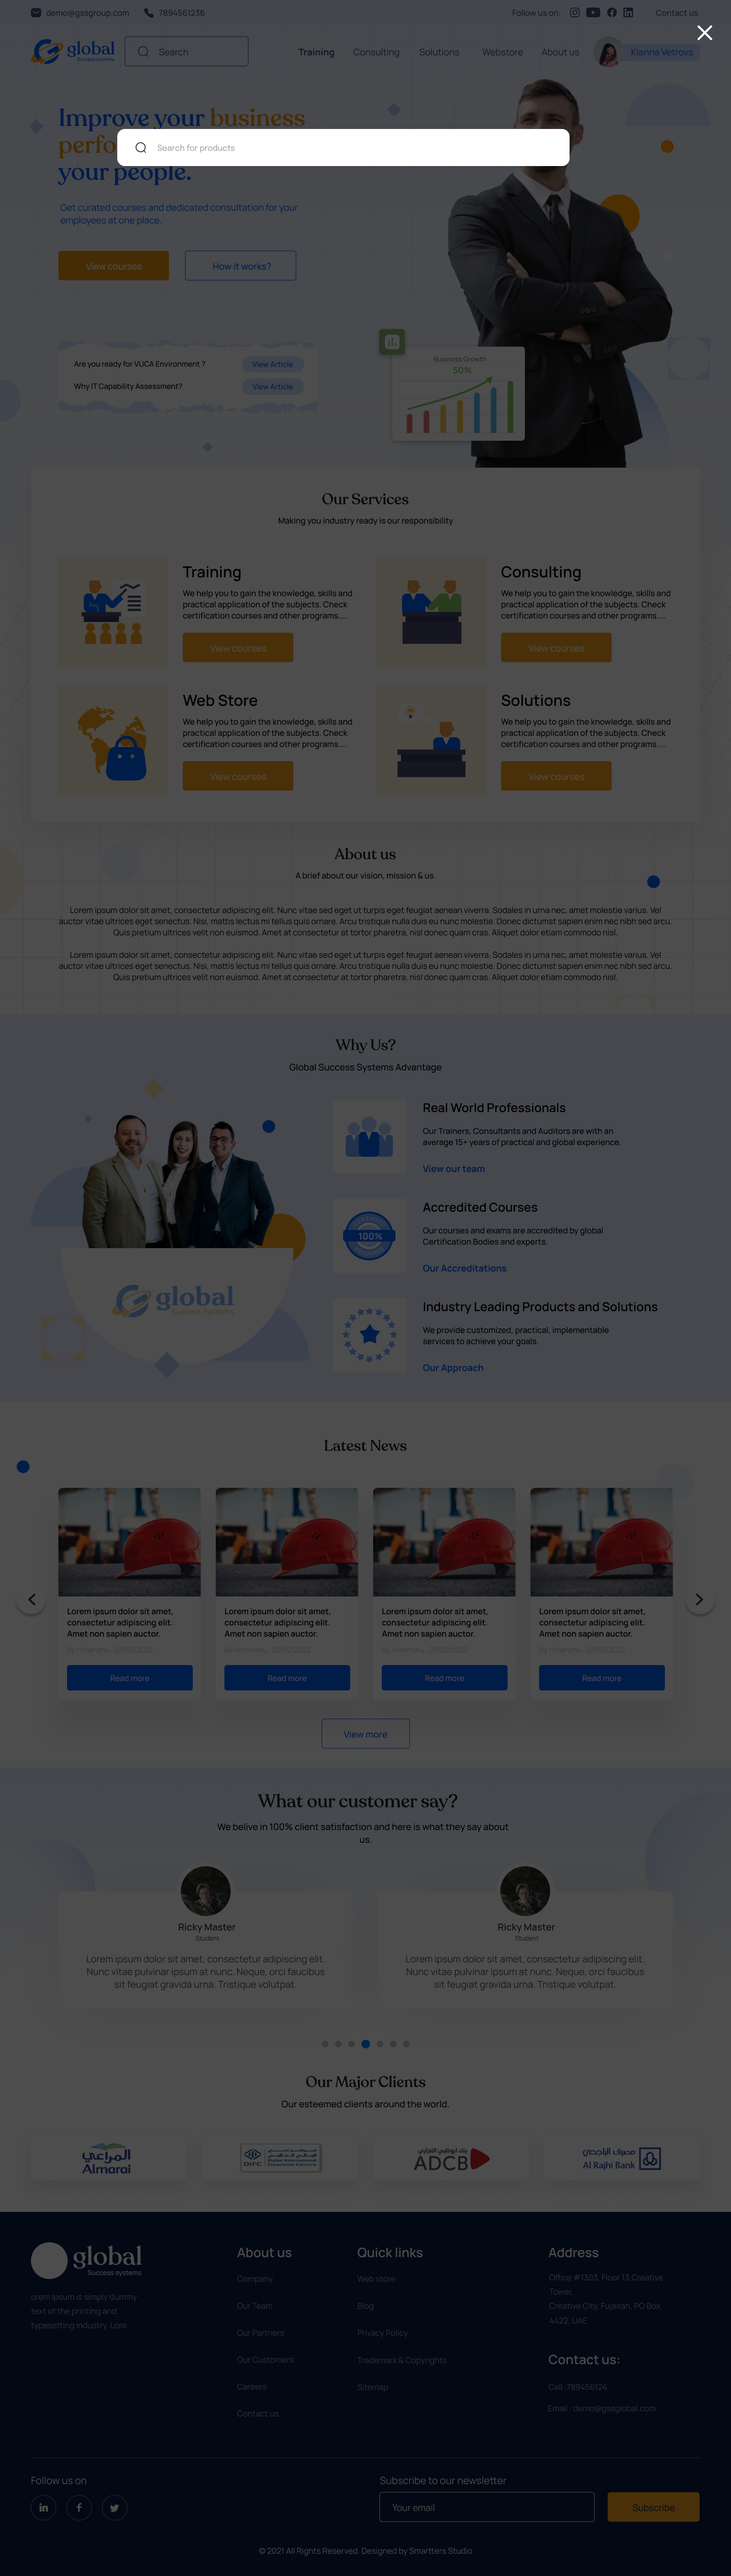 demo@gssgroup.com
7894561236
Follow us on:
Contact us
global
Success systems
Search
Training
Consulting
Solutions
Webstore
About us
Kianna Vetrovs
Improve your business
Search for products
your people.
Get curated courses and dedicated consultation for your
employees at one place.
View courses
How it works?
Are you ready for VUCA Environment ?
View Article
Why IT Capability Assessment?
View Article
Business Growth
50%
Our Services
Making you industry ready is our responsibility
Training
We help you to gain the knowledge, skills and
practical application of the subjects. Check
certification courses and other programs....
View courses
Consulting
We help you to gain the knowledge, skills and
practical application of the subjects. Check
certification courses and other programs....
View courses
Web Store
We help you to gain the knowledge, skills and
practical application of the subjects. Check
certification courses and other programs....
View courses
Solutions
We help you to gain the knowledge, skills and
practical application of the subjects. Check
certification courses and other programs....
View courses
About us
A brief about our vision, mission & us.
Lorem ipsum dolor sit amet, consectetur adipiscing elit. Nunc vitae sed eget ut turpis eget feugiat aenean viverra. Sodales in urna nec, amet molestie varius. Vel
auctor vitae ultrices eget senectus. Nisi, mattis lectus mi tellus quis ornare. Arcu tristique nulla duis eu nunc molestie. Donec dictumst sapien enim nec nibh sed arcu.
Quis pretium ultrices velit non euismod. Amet at consectetur at tortor pharetra, nisl donec quam cras. Aliquet dolor etiam commodo nisl.
Lorem ipsum dolor sit amet, consectetur adipiscing elit. Nunc vitae sed eget ut turpis eget feugiat aenean viverra. Sodales in urna nec, amet molestie varius. Vel
auctor vitae ultrices eget senectus. Nisi, mattis lectus mi tellus quis ornare. Arcu tristique nulla duis eu nunc molestie. Donec dictumst sapien enim nec nibh sed arcu.
Quis pretium ultrices velit non euismod. Amet at consectetur at tortor pharetra, nisl donec quam cras. Aliquet dolor etiam commodo nisl.
Why Us?
Global Success Systems Advantage
global
Success Systems
Real World Professionals
Our Trainers, Consultants and Auditors are with an
average 15+ years of practical and global experience.
View our team
100%
Accredited Courses
Our courses and exams are accredited by global
Certification Bodies and experts.
Our Accreditations
Industry Leading Products and Solutions
We provide customized, practical, implementable
services to achieve your goals.
Our Approach
Latest News
Lorem ipsum dolor sit amet,
consectetur adipiscing elit.
Amet non sapien auctor.
Read more
Lorem ipsum dolor sit amet,
consectetur adipiscing elit.
Amet non sapien auctor.
Read more
Lorem ipsum dolor sit amet,
consectetur adipiscing elit.
Amet non sapien auctor.
Read more
Lorem ipsum dolor sit amet,
consectetur adipiscing elit.
Amet non sapien auctor.
Read more
View more
What our customer say?
We belive in 100% client satisfaction and here is what they say about
us.
Ricky Master
Student
Lorem ipsum dolor sit amet, consectetur adipiscing elit.
Nunc vitae pulvinar ipsum at nunc. Neque, orci faucibus
sit feugiat gravida urna. Tristique volutpat.
Ricky Master
Student
Lorem ipsum dolor sit amet, consectetur adipiscing elit.
Nunc vitae pulvinar ipsum at nunc. Neque, orci faucibus
sit feugiat gravida urna. Tristique volutpat.
Our Major Clients
Our esteemed clients around the world.
المراعي
Almarai
DIFC
Dubai International
Financial Centre
بنك أبوظبي التجاري
ADCB
مصرف الراجحي
Al Rajhi Bank
global
Success systems
orem Ipsum is simply dummy
text of the printing and
typesetting industry. Lore
About us
Company
Our Team
Our Partners
Our Customers
Careers
Contact us
Quick links
Web store
Blog
Privacy Policy
Trademark & Copyrights
Sitemap
Address
Office #1303, Floor 13,Creative
Tower,
Creative City, Fujairah, PO Box
4422, UAE
Contact us:
Call :789456124
Email : demo@gssglobal.com
Follow us on
Subscribe to our newsletter
Your email
Subscribe
© 2021 All Rights Reserved. Designed by Smartters Studio